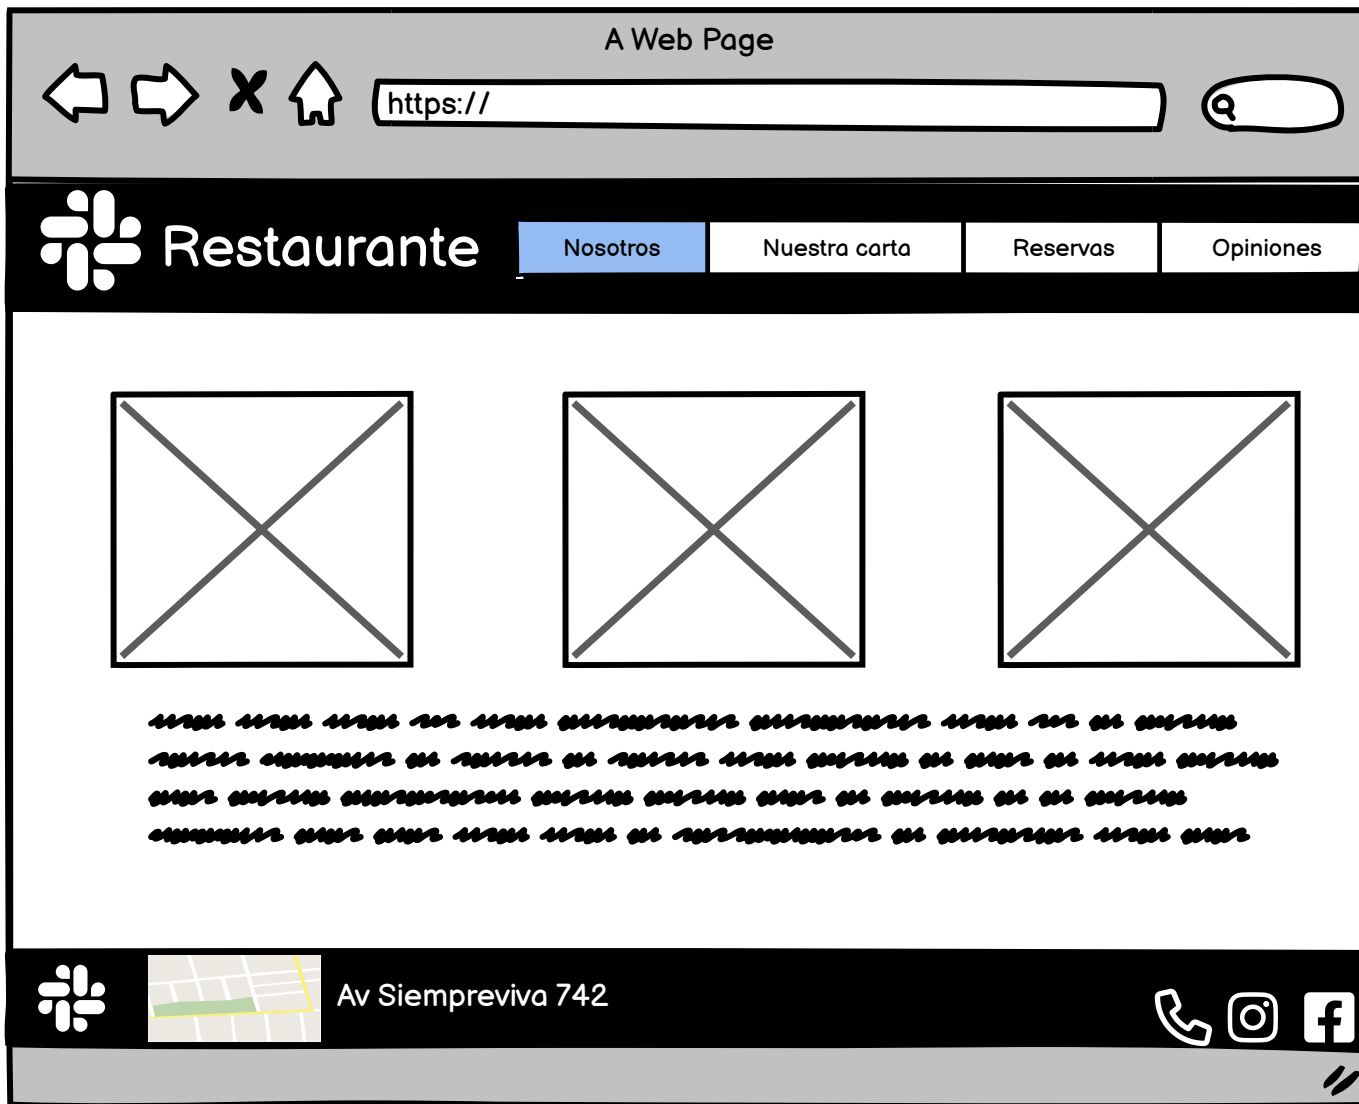 A Web Page
https://
Restaurante
Nosotros
Nuestra carta
Reservas
Opiniones
Av Siempreviva 742